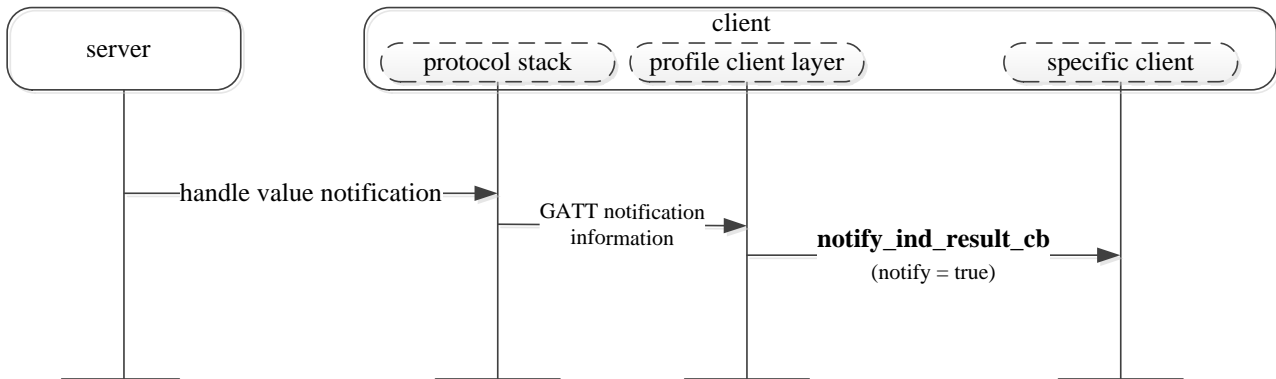 client
server
protocol stack
profile client layer
specific client
handle value notification
GATT notification
information
notify_ind_result_cb
(notify = true)